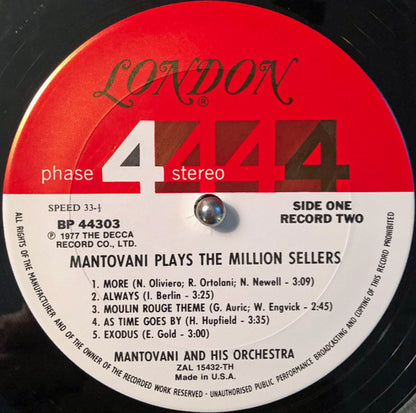 LONDON
®
phase 4 stereo
SPEED 33-⅓
BP 44303
Ⓟ 1977 THE DECCA
RECORD CO., LTD.
SIDE ONE
RECORD TWO
MANTOVANI PLAYS THE MILLION SELLERS
1. MORE (N. Oliviero; R. Ortolani; N. Newell - 3:09)
2. ALWAYS (I. Berlin - 3:25)
3. MOULIN ROUGE THEME (G. Auric; W. Engvick - 2:45)
4. AS TIME GOES BY (H. Hupfield - 3:35)
5. EXODUS (E. Gold - 3:00)
MANTOVANI AND HIS ORCHESTRA
ZAL 15432-TH
Made in U.S.A.
ALL RIGHTS OF THE MANUFACTURER AND OF THE OWNER OF THE RECORDED WORK RESERVED - UNAUTHORISED PUBLIC PERFORMANCE BROADCASTING AND COPYING OF THIS RECORD PROHIBITED